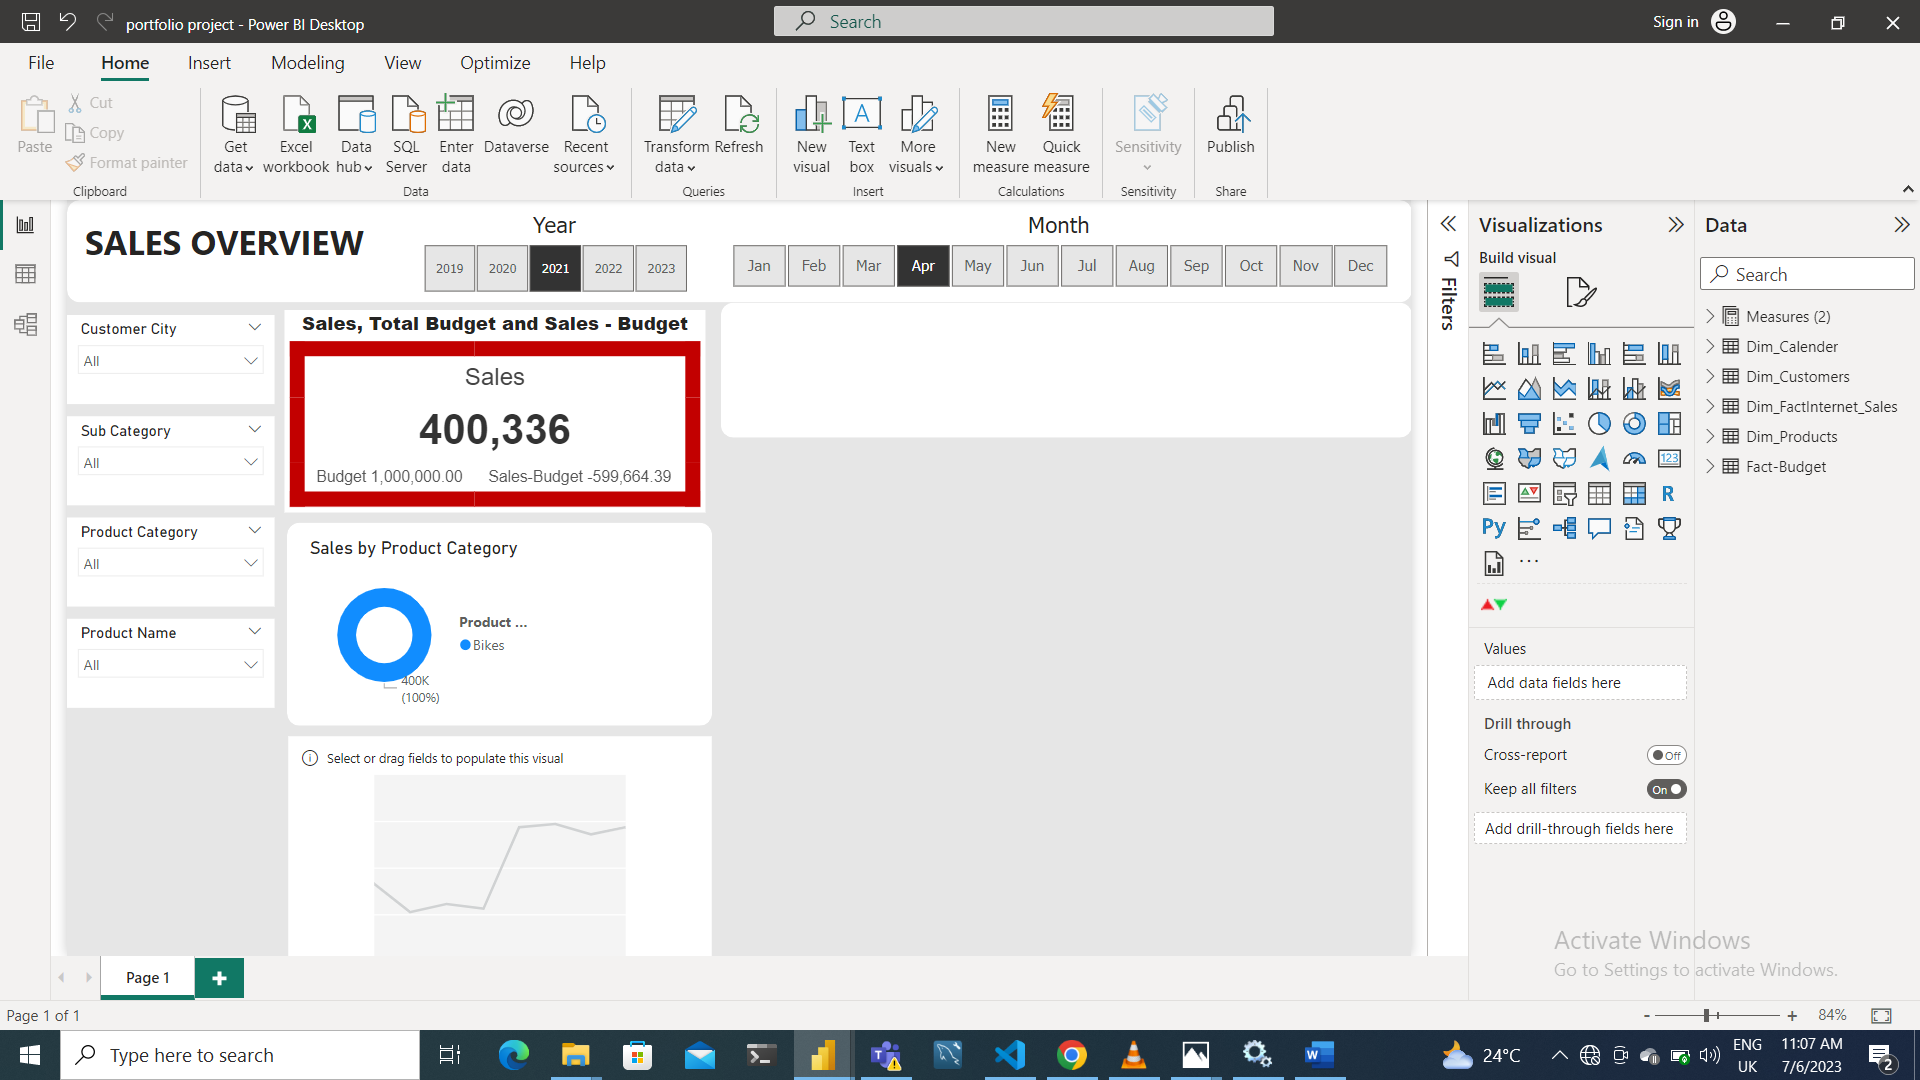 portfolio project - Power BI Desktop
Search
Sign in
File Home Insert Modeling View Optimize Help
Paste
Cut
Copy
Format painter
Clipboard
Get data
Excel workbook
Data hub
SQL Server
Enter data
Dataverse
Recent sources
Data
Transform data
Refresh
Queries
New visual
A
Text box
More visuals
Insert
New measure
Quick measure
Calculations
Sensitivity
Sensitivity
Publish
Share
SALES OVERVIEW
Year
2019 2020 2021 2022 2023
Month
Jan Feb Mar Apr May Jun Jul Aug Sep Oct Nov Dec
Customer City
All
Sub Category
All
Product Category
All
Product Name
All
Sales, Total Budget and Sales - Budget
Sales
400,336
Budget 1,000,000.00 Sales-Budget -599,664.39
Sales by Product Category
Product ...
Bikes
400K
(100%)
Select or drag fields to populate this visual
Filters
Visualizations
Build visual
123
R
Py
...
Values
Add data fields here
Drill through
Cross-report
Off
Keep all filters
On
Add drill-through fields here
Data
Search
Measures (2)
Dim_Calender
Dim_Customers
Dim_FactInternet_Sales
Dim_Products
Fact-Budget
Activate Windows
Go to Settings to activate Windows.
Page 1
+
Page 1 of 1
- + 84%
Type here to search
24°C
ENG
UK
11:07 AM
7/6/2023
2